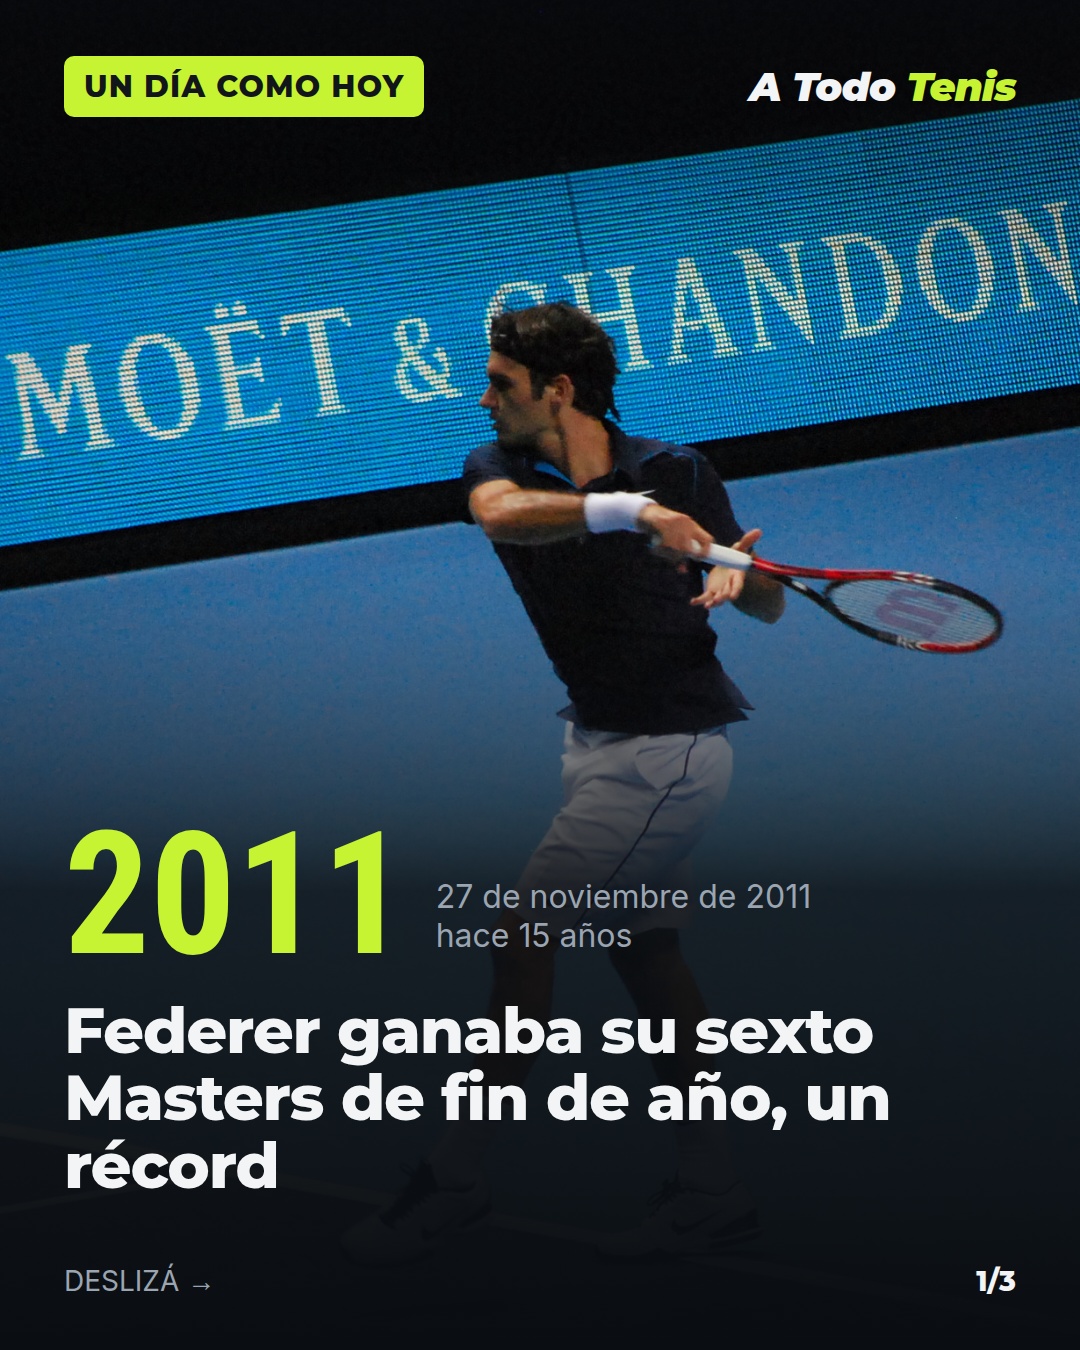 UN DÍA COMO HOY
A Todo Tenis
MOËT & CHANDON
2011
27 de noviembre de 2011
hace 15 años
Federer ganaba su sexto
Masters de fin de año, un
récord
DESLIZÁ →
1/3